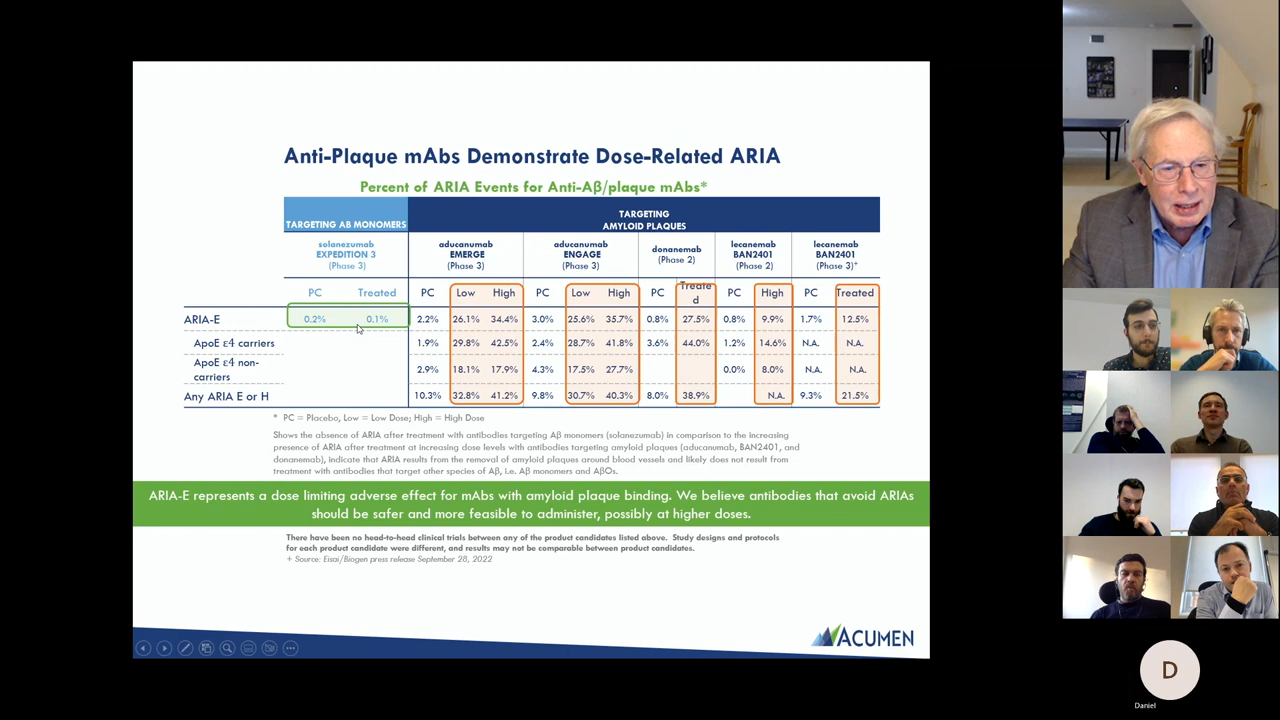 Anti-Plaque mAbs Demonstrate Dose-Related ARIA
Percent of ARIA Events for Anti-Aβ/plaque mAbs*
TARGETING AB MONOMERS
TARGETING
AMYLOID PLAQUES
solanezumab
EXPEDITION 3
(Phase 3)
aducanumab
EMERGE
(Phase 3)
aducanumab
ENGAGE
(Phase 3)
donanemab
(Phase 2)
lecanemab
BAN2401
(Phase 2)
lecanemab
BAN2401
(Phase 3)+
PC Treated PC Low High PC Low High PC Treate
d PC High PC Treated
ARIA-E 0.2% 0.1% 2.2% 26.1% 34.4% 3.0% 25.6% 35.7% 0.8% 27.5% 0.8% 9.9% 1.7% 12.5%
ApoE ε4 carriers 1.9% 29.8% 42.5% 2.4% 28.7% 41.8% 3.6% 44.0% 1.2% 14.6% N.A. N.A.
ApoE ε4 non-
carriers 2.9% 18.1% 17.9% 4.3% 17.5% 27.7% 0.0% 8.0% N.A. N.A.
Any ARIA E or H 10.3% 32.8% 41.2% 9.8% 30.7% 40.3% 8.0% 38.9% N.A. 9.3% 21.5%
* PC = Placebo, Low = Low Dose; High = High Dose
Shows the absence of ARIA after treatment with antibodies targeting Aβ monomers (solanezumab) in comparison to the increasing
presence of ARIA after treatment at increasing dose levels with antibodies targeting amyloid plaques (aducanumab, BAN2401, and
donanemab), indicate that ARIA results from the removal of amyloid plaques around blood vessels and likely does not result from
treatment with antibodies that target other species of Aβ, i.e. Aβ monomers and AβOs.
ARIA-E represents a dose limiting adverse effect for mAbs with amyloid plaque binding. We believe antibodies that avoid ARIAs
should be safer and more feasible to administer, possibly at higher doses.
There have been no head-to-head clinical trials between any of the product candidates listed above. Study designs and protocols
for each product candidate were different, and results may not be comparable between product candidates.
+ Source: Eisai/Biogen press release September 28, 2022
ACUMEN
D
Daniel